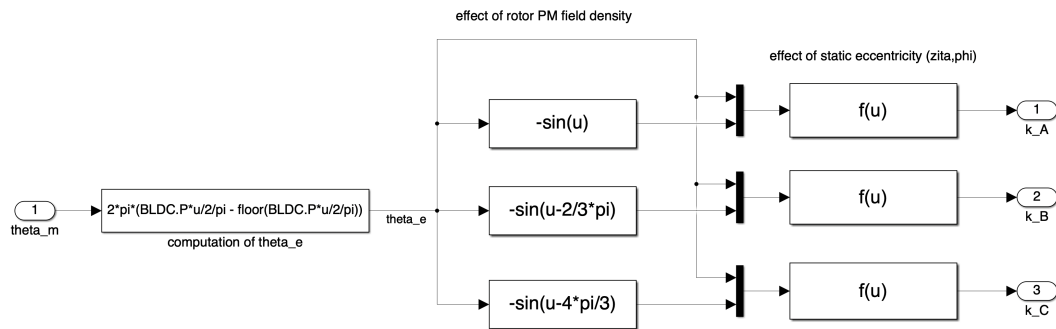 effect of rotor PM field density
effect of static eccentricity (zita,phi)
-sin(u)
f(u)
1
k_A
1
theta_m
2*pi*(BLDC.P*u/2/pi - floor(BLDC.P*u/2/pi))
computation of theta_e
theta_e
-sin(u-2/3*pi)
f(u)
2
k_B
-sin(u-4*pi/3)
f(u)
3
k_C